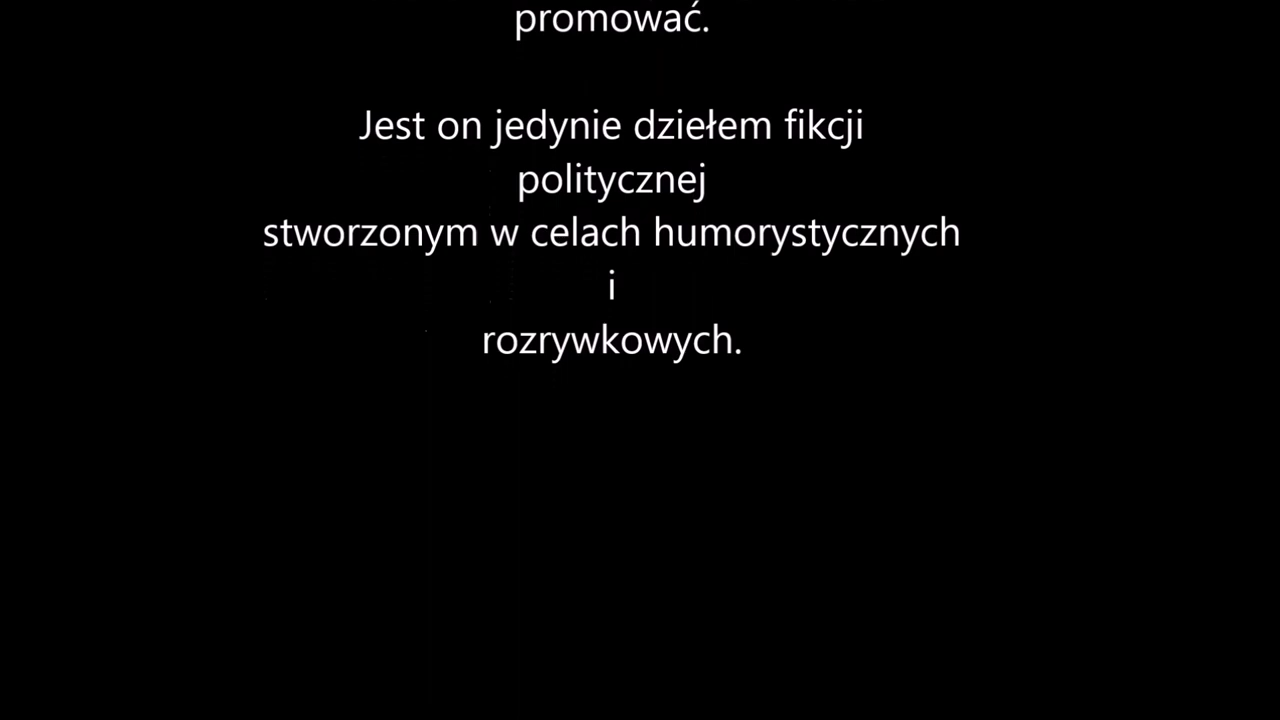 promować.
Jest on jedynie dziełem fikcji
politycznej
stworzonym w celach humorystycznych
i
rozrywkowych.